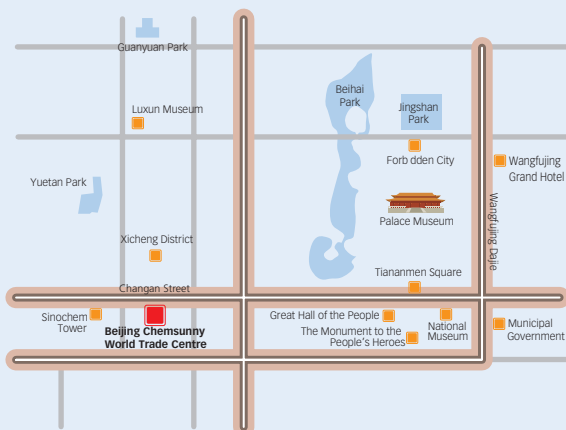 Guanyuan Park
Beihai
Park
Luxun Museum
Jingshan
Park
Forb dden City
Wangfujing
Grand Hotel
Yuetan Park
Wangfujing Dajie
Palace Museum
Xicheng District
Tiananmen Square
Changan Street
Sinochem
Tower
Beijing Chemsunny
World Trade Centre
Great Hall of the People
The Monument to the
People's Heroes
National
Museum
Municipal
Government